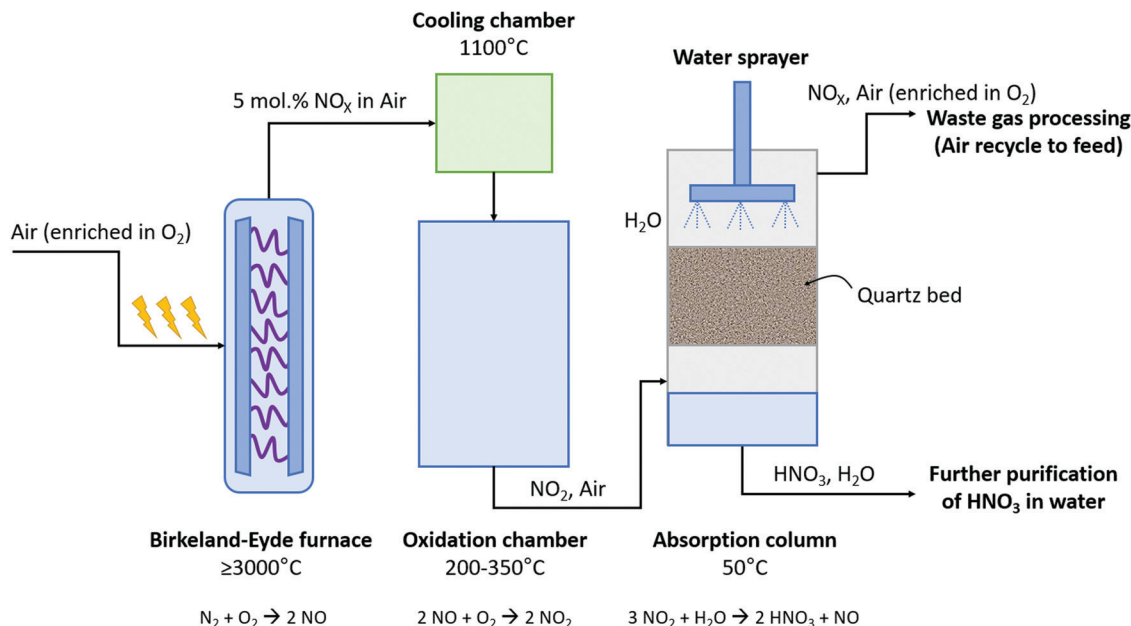 Cooling chamber
1100°C
Water sprayer
5 mol.% NOX in Air
NOX, Air (enriched in O2)
Waste gas processing
(Air recycle to feed)
H2O
Air (enriched in O2)
Quartz bed
NO2, Air
HNO3, H2O
Further purification
of HNO3 in water
Birkeland-Eyde furnace
≥3000°C
N2 + O2 → 2 NO
Oxidation chamber
200-350°C
2 NO + O2 → 2 NO2
Absorption column
50°C
3 NO2 + H2O → 2 HNO3 + NO